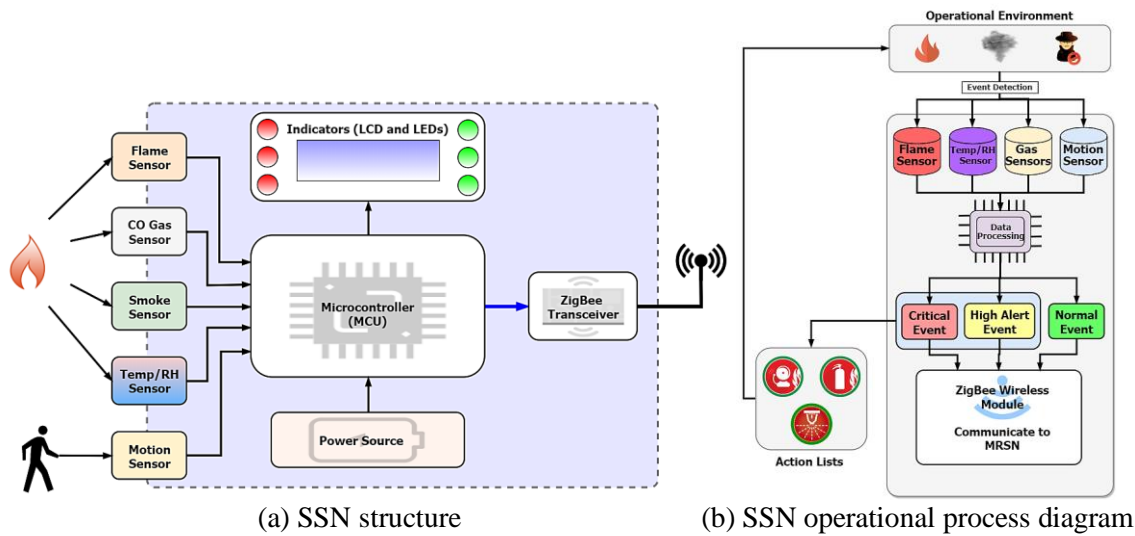 Indicators (LCD and LEDs)
Flame
Sensor
CO Gas
Sensor
Smoke
Sensor
Temp/RH
Sensor
Motion
Sensor
Microcontroller
(MCU)
Power Source
ZigBee
Transceiver
(a) SSN structure
Operational Environment
Event Detection
Flame
Sensor
Temp/RH
Sensor
Gas
Sensors
Motion
Sensor
Data
Processing
Critical
Event
High Alert
Event
Normal
Event
ZigBee Wireless
Module
Communicate to
MRSN
Action Lists
(b) SSN operational process diagram